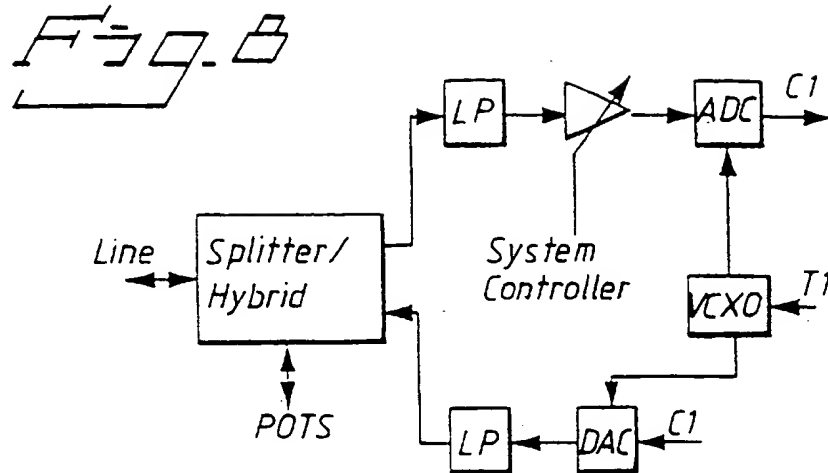 Fig. 8
LP
ADC
C1
Line
Splitter/
Hybrid
System
Controller
VCXO
T1
POTS
LP
DAC
C1